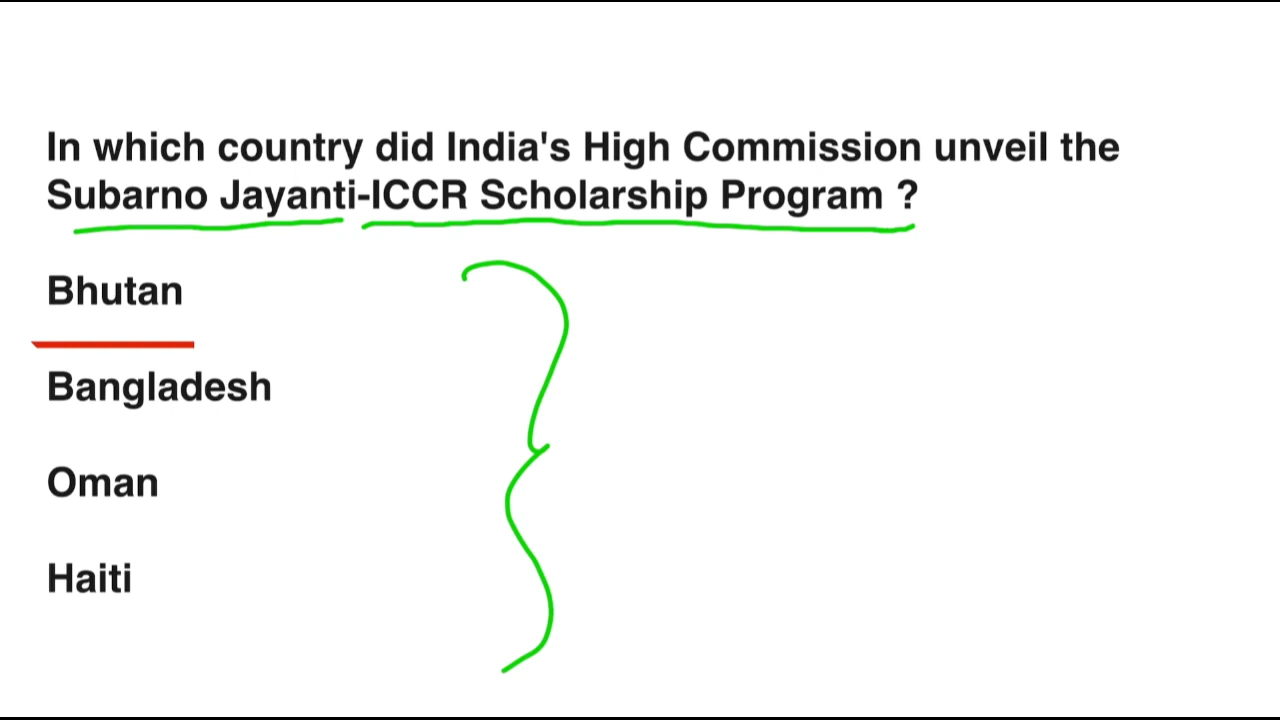 In which country did India's High Commission unveil the
Subarno Jayanti-ICCR Scholarship Program ?
Bhutan
Bangladesh
Oman
Haiti